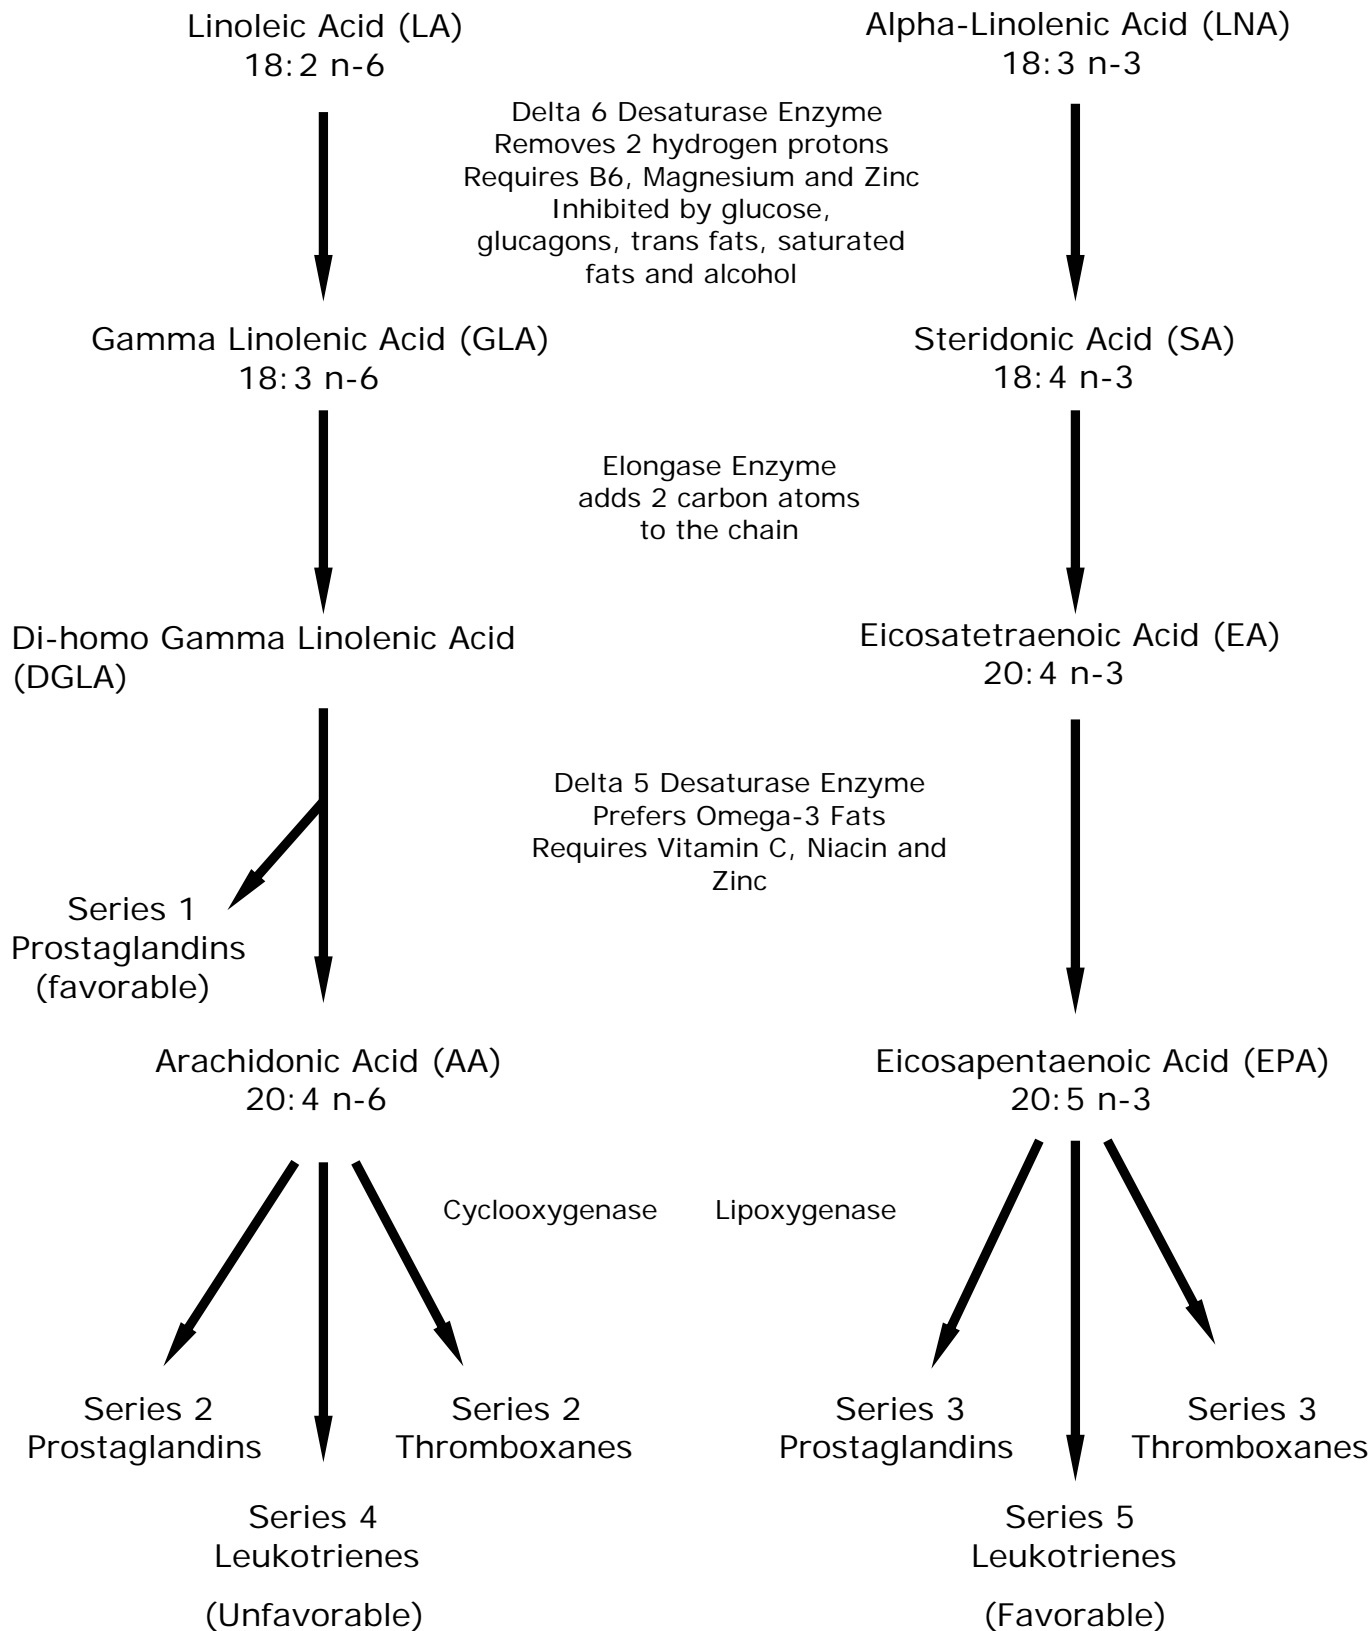 Linoleic Acid (LA)
18:2 n-6
Alpha-Linolenic Acid (LNA)
18:3 n-3
Delta 6 Desaturase Enzyme
Removes 2 hydrogen protons
Requires B6, Magnesium and Zinc
Inhibited by glucose,
glucagons, trans fats, saturated
fats and alcohol
Gamma Linolenic Acid (GLA)
18:3 n-6
Steridonic Acid (SA)
18:4 n-3
Elongase Enzyme
adds 2 carbon atoms
to the chain
Di-homo Gamma Linolenic Acid
(DGLA)
Eicosatetraenoic Acid (EA)
20:4 n-3
Delta 5 Desaturase Enzyme
Prefers Omega-3 Fats
Requires Vitamin C, Niacin and
Zinc
Series 1
Prostaglandins
(favorable)
Arachidonic Acid (AA)
20:4 n-6
Eicosapentaenoic Acid (EPA)
20:5 n-3
Cyclooxygenase
Lipoxygenase
Series 2
Prostaglandins
Series 2
Thromboxanes
Series 3
Prostaglandins
Series 3
Thromboxanes
Series 4
Leukotrienes
(Unfavorable)
Series 5
Leukotrienes
(Favorable)